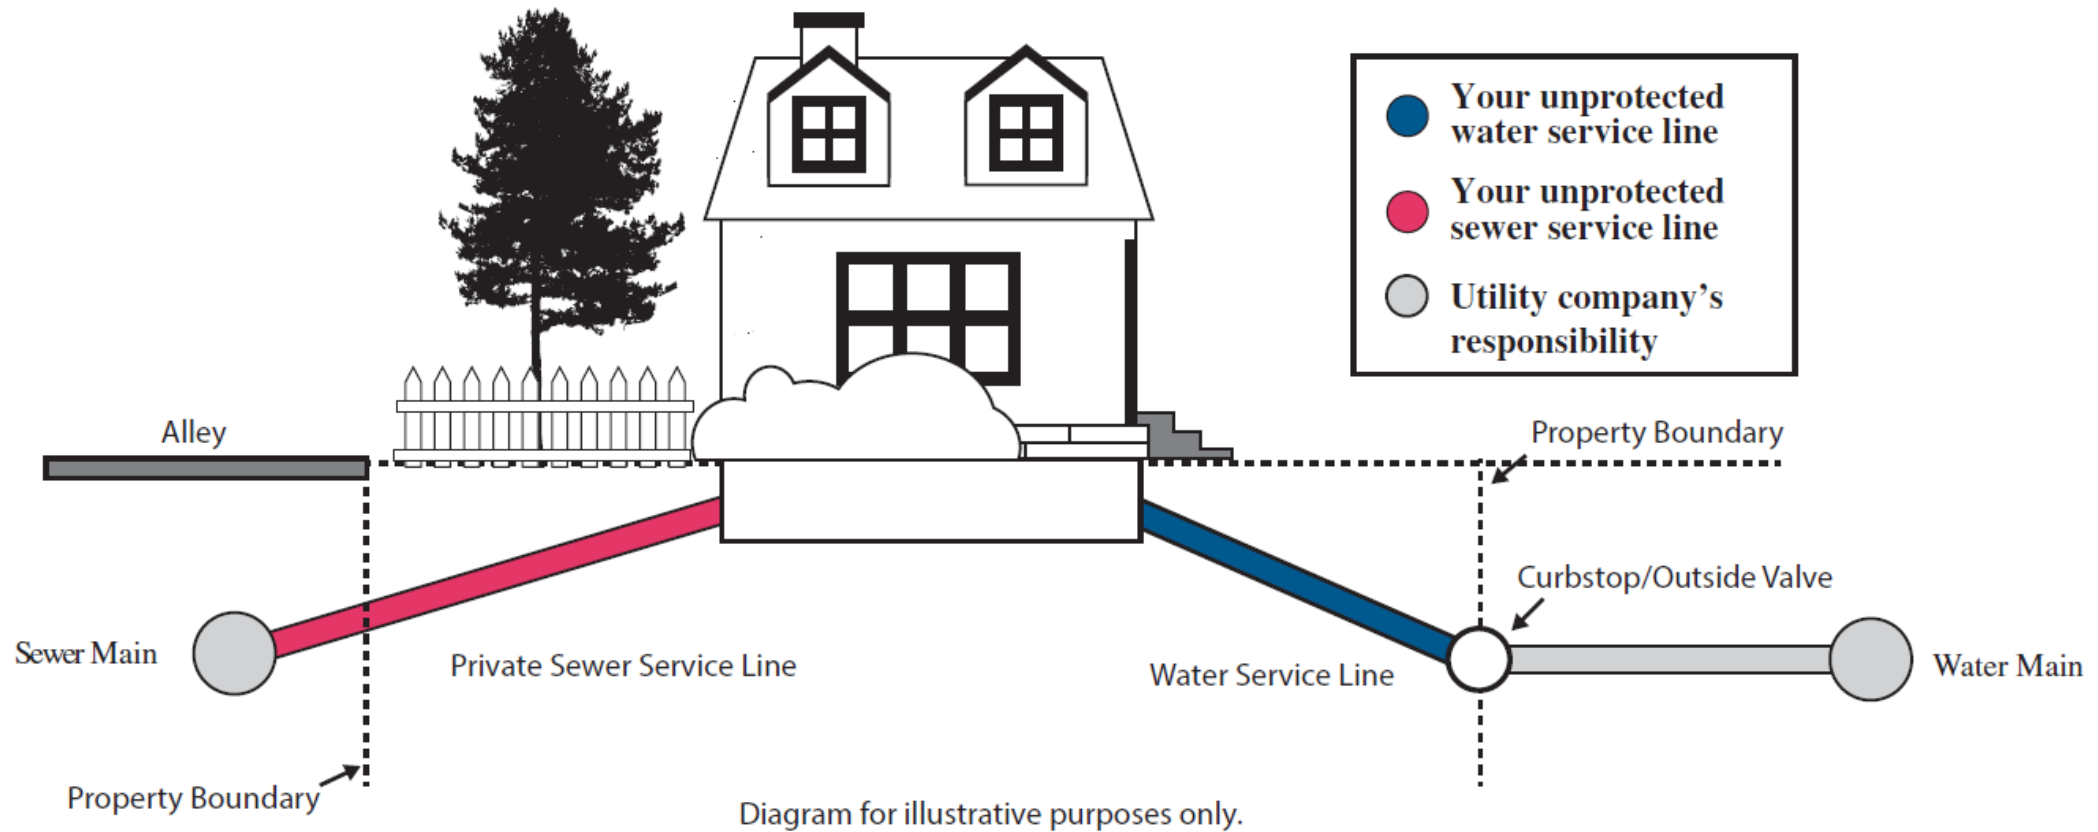 Your unprotected
water service line
Your unprotected
sewer service line
Utility company’s
responsibility
Alley
Property Boundary
Curbstop/Outside Valve
Sewer Main
Private Sewer Service Line
Water Service Line
Water Main
Property Boundary
Diagram for illustrative purposes only.